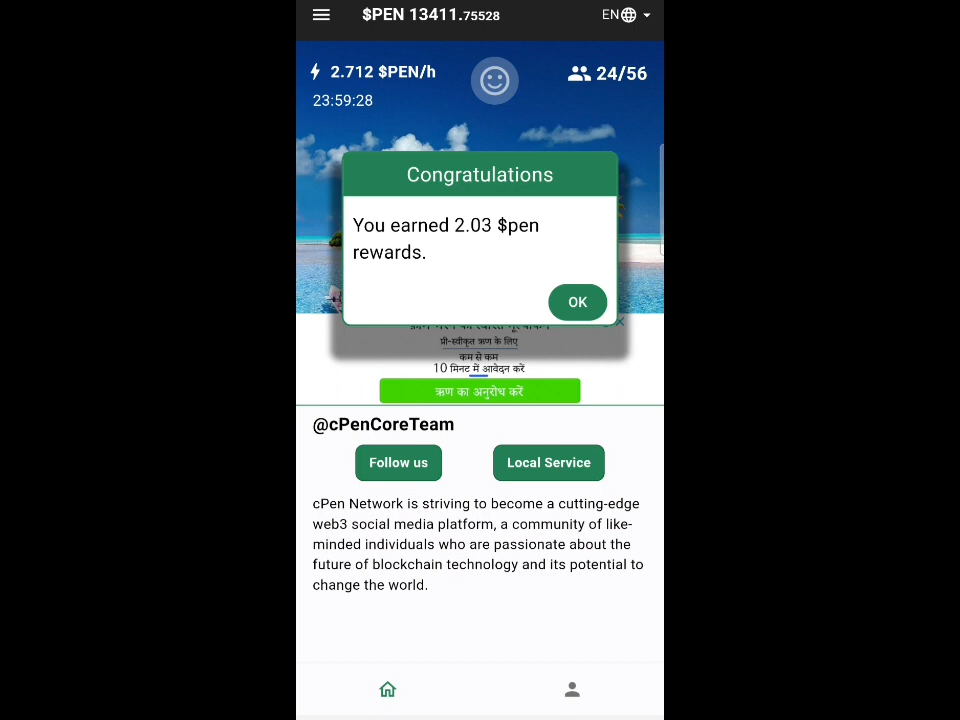 $PEN 13411.75528
EN
2.712 $PEN/h
24/56
23:59:28
Congratulations
You earned 2.03 $pen
rewards.
OK
प्री-स्वीकृत ऋण के लिए
कम से कम
10 मिनट में आवेदन करें
ऋण का अनुरोध करें
@cPenCoreTeam
Follow us
Local Service
cPen Network is striving to become a cutting-edge
web3 social media platform, a community of like-
minded individuals who are passionate about the
future of blockchain technology and its potential to
change the world.